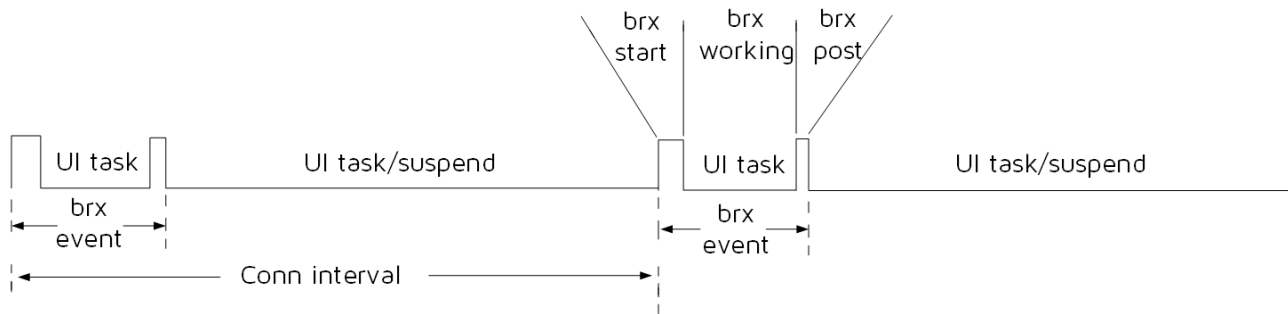 brx
start
brx
working
brx
post
UI task
UI task/suspend
UI task
UI task/suspend
brx
event
brx
event
Conn interval